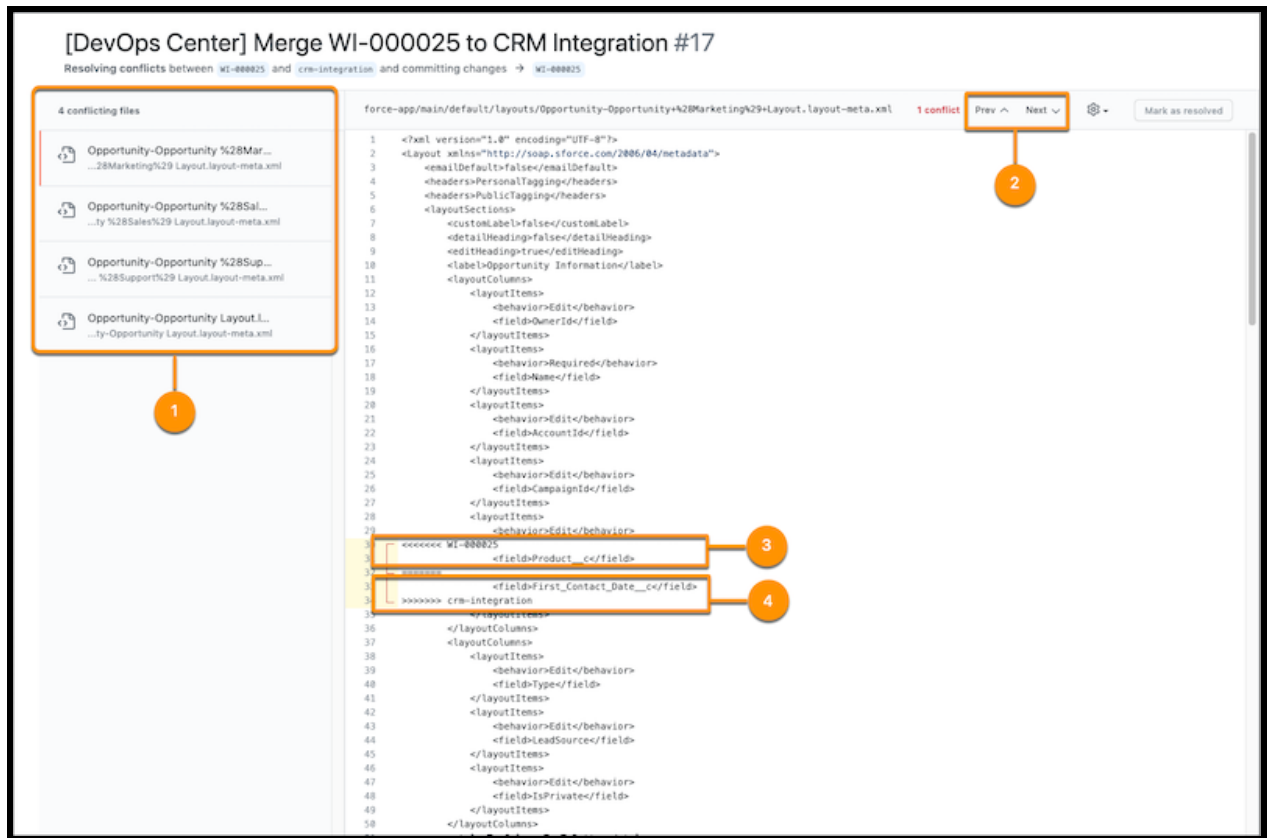 [DevOps Center] Merge WI-000025 to CRM Integration #17
Resolving conflicts between WI-000025 and crm-integration and committing changes → WI-000025
4 conflicting files
Opportunity-Opportunity %28Mar...
...28Marketing%29 Layout.layout-meta.xml
Opportunity-Opportunity %28Sal...
...ty %28Sales%29 Layout.layout-meta.xml
Opportunity-Opportunity %28Sup...
... %28Support%29 Layout.layout-meta.xml
Opportunity-Opportunity Layout.l...
...ty-Opportunity Layout.layout-meta.xml
1
force-app/main/default/layouts/Opportunity-Opportunity+%28Marketing%29+Layout.layout-meta.xml 1 conflict Prev Next Mark as resolved
2
1 <?xml version="1.0" encoding="UTF-8"?>
2 <Layout xmlns="http://soap.sforce.com/2006/04/metadata">
3 <emailDefault>false</emailDefault>
4 <headers>PersonalTagging</headers>
5 <headers>PublicTagging</headers>
6 <layoutSections>
7 <customLabel>false</customLabel>
8 <detailHeading>false</detailHeading>
9 <editHeading>true</editHeading>
10 <label>Opportunity Information</label>
11 <layoutColumns>
12 <layoutItems>
13 <behavior>Edit</behavior>
14 <field>OwnerId</field>
15 </layoutItems>
16 <layoutItems>
17 <behavior>Required</behavior>
18 <field>Name</field>
19 </layoutItems>
20 <layoutItems>
21 <behavior>Edit</behavior>
22 <field>AccountId</field>
23 </layoutItems>
24 <layoutItems>
25 <behavior>Edit</behavior>
26 <field>CampaignId</field>
27 </layoutItems>
28 <layoutItems>
29 <behavior>Edit</behavior>
<<<<<<< WI-000025
<field>Product__c</field>
3
32 =======
<field>First_Contact_Date__c</field>
>>>>>>> crm-integration
4
35 </layoutItems>
36 </layoutColumns>
37 <layoutColumns>
38 <layoutItems>
39 <behavior>Edit</behavior>
40 <field>Type</field>
41 </layoutItems>
42 <layoutItems>
43 <behavior>Edit</behavior>
44 <field>LeadSource</field>
45 </layoutItems>
46 <layoutItems>
47 <behavior>Edit</behavior>
48 <field>IsPrivate</field>
49 </layoutItems>
50 </layoutColumns>